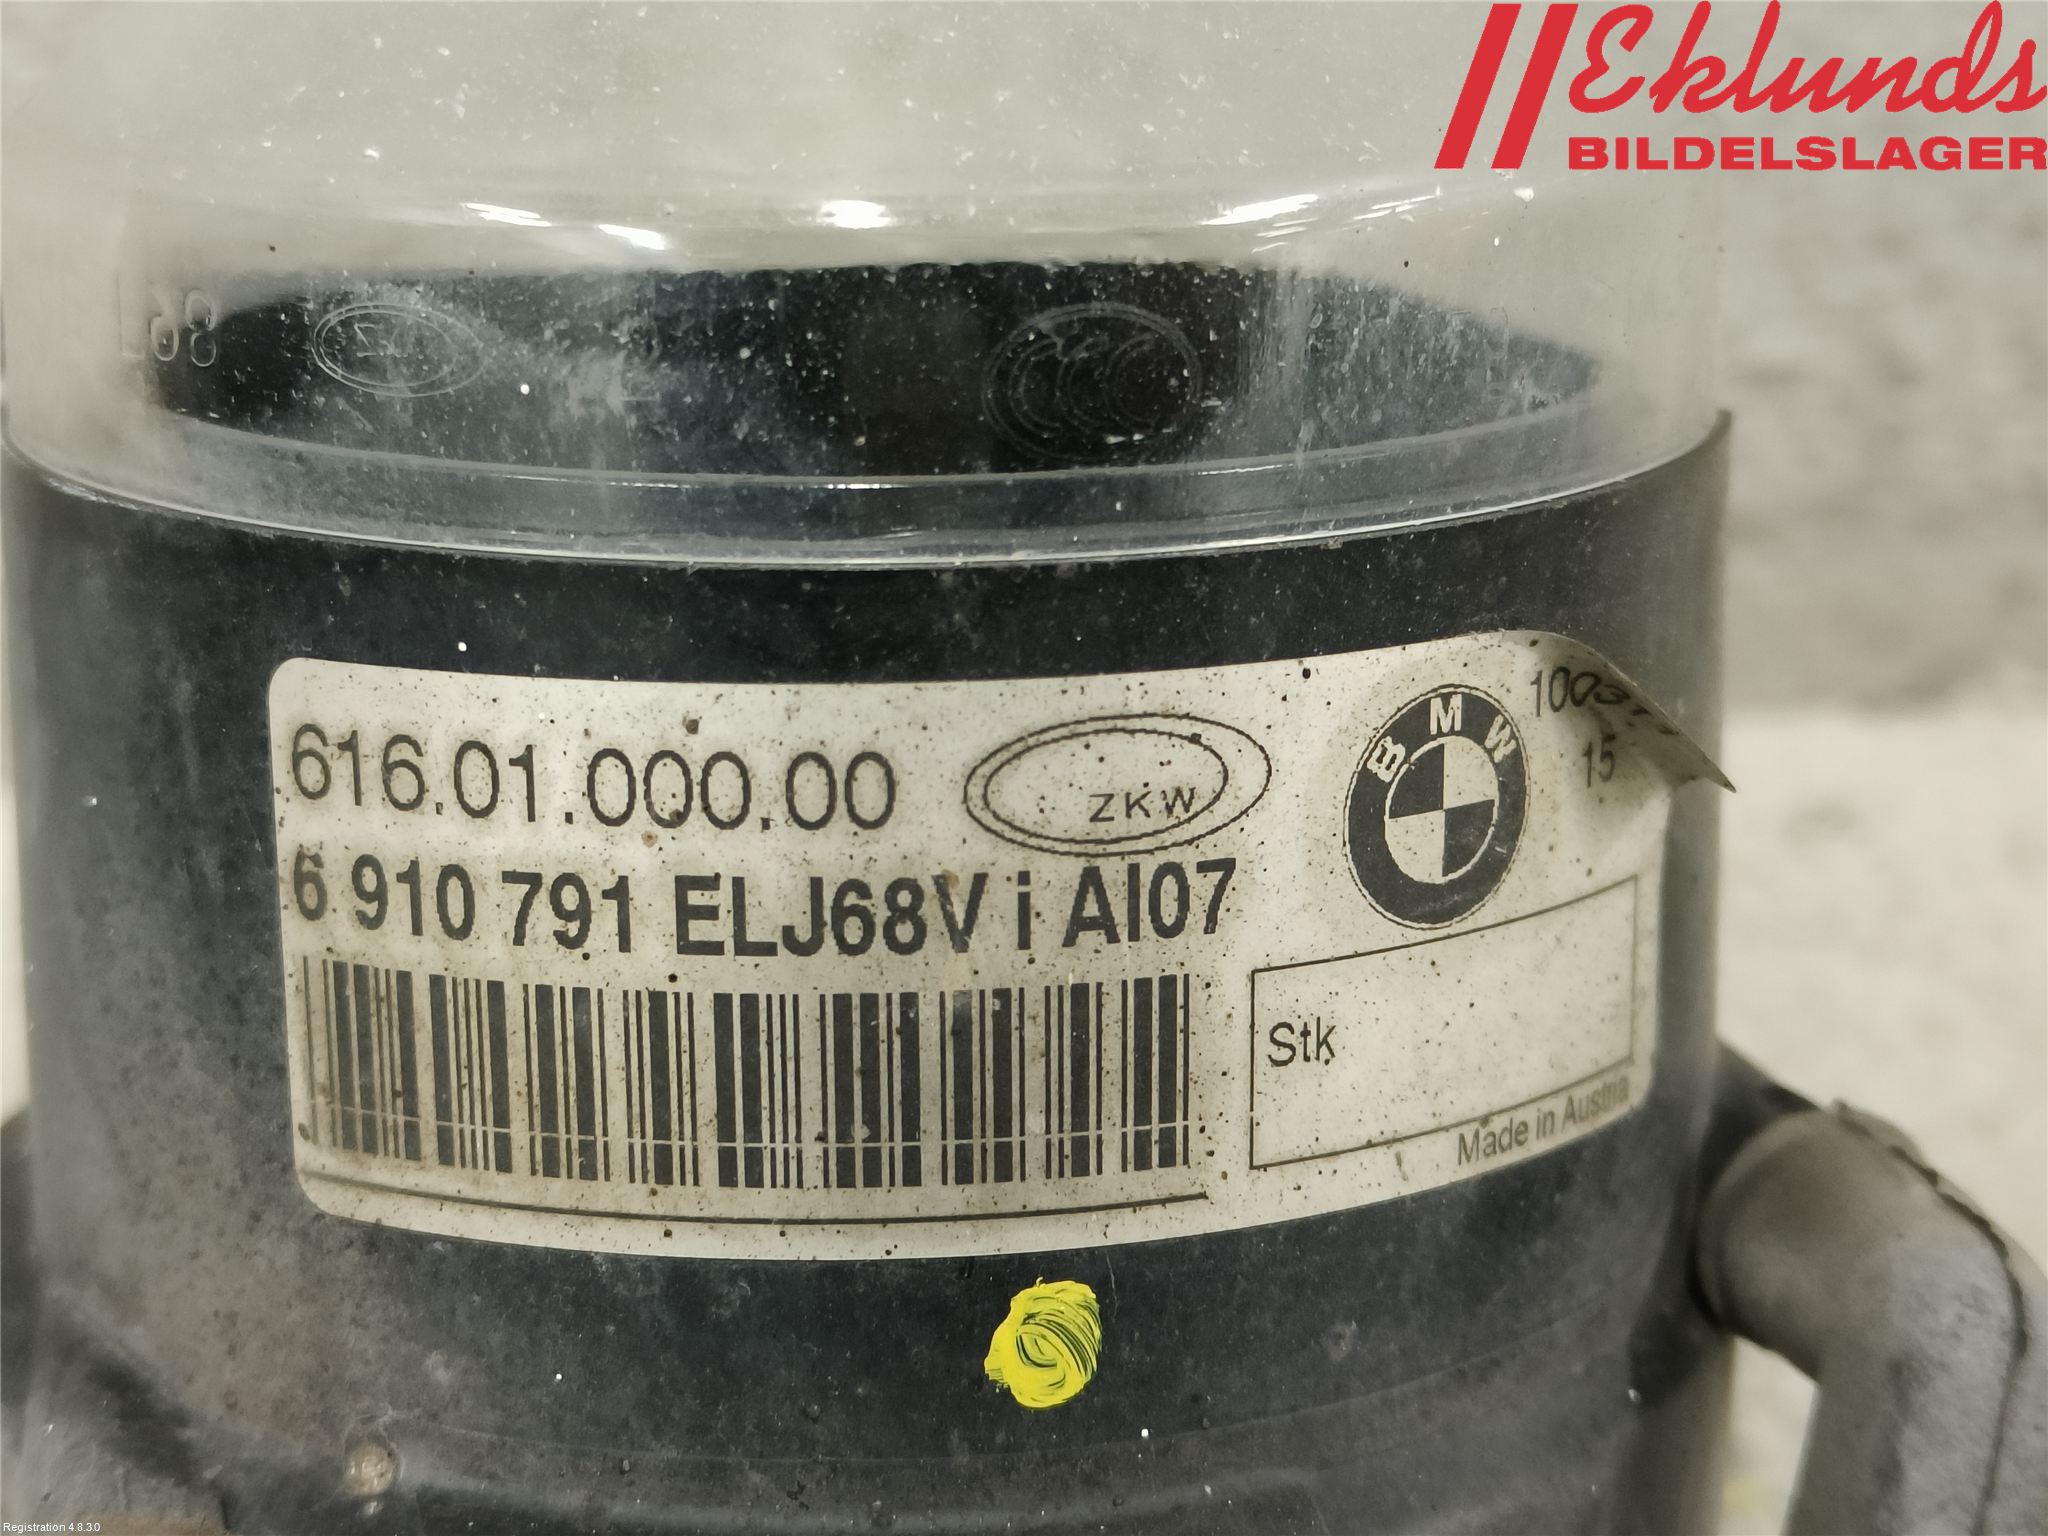 Eklunds
BILDELSLAGER
616.01.000.00
ZKW
BMW
15
6 910 791 ELJ68V i AI07
Stk
Made in Austria
Registration 4.8.3.0